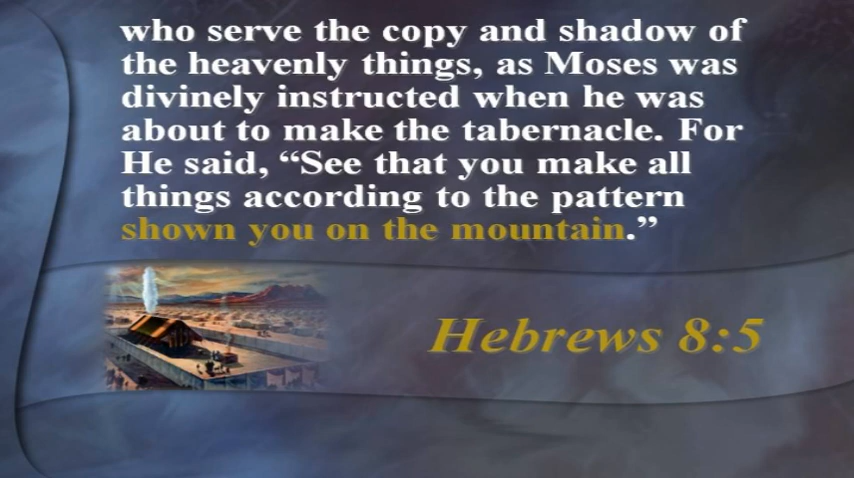 who serve the copy and shadow of
the heavenly things, as Moses was
divinely instructed when he was
about to make the tabernacle. For
He said, “See that you make all
things according to the pattern
shown you on the mountain.”
Hebrews 8:5